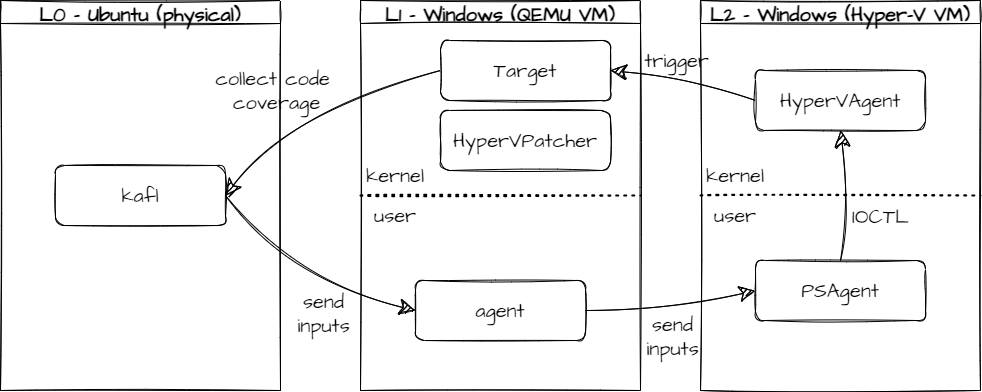 L0 - Ubuntu (physical)
L1 - Windows (QEMU VM)
L2 - Windows (Hyper-V VM)
collect code
coverage
Target
trigger
HyperVAgent
HyperVPatcher
kafl
kernel
kernel
user
user
IOCTL
send
inputs
agent
PSAgent
send
inputs